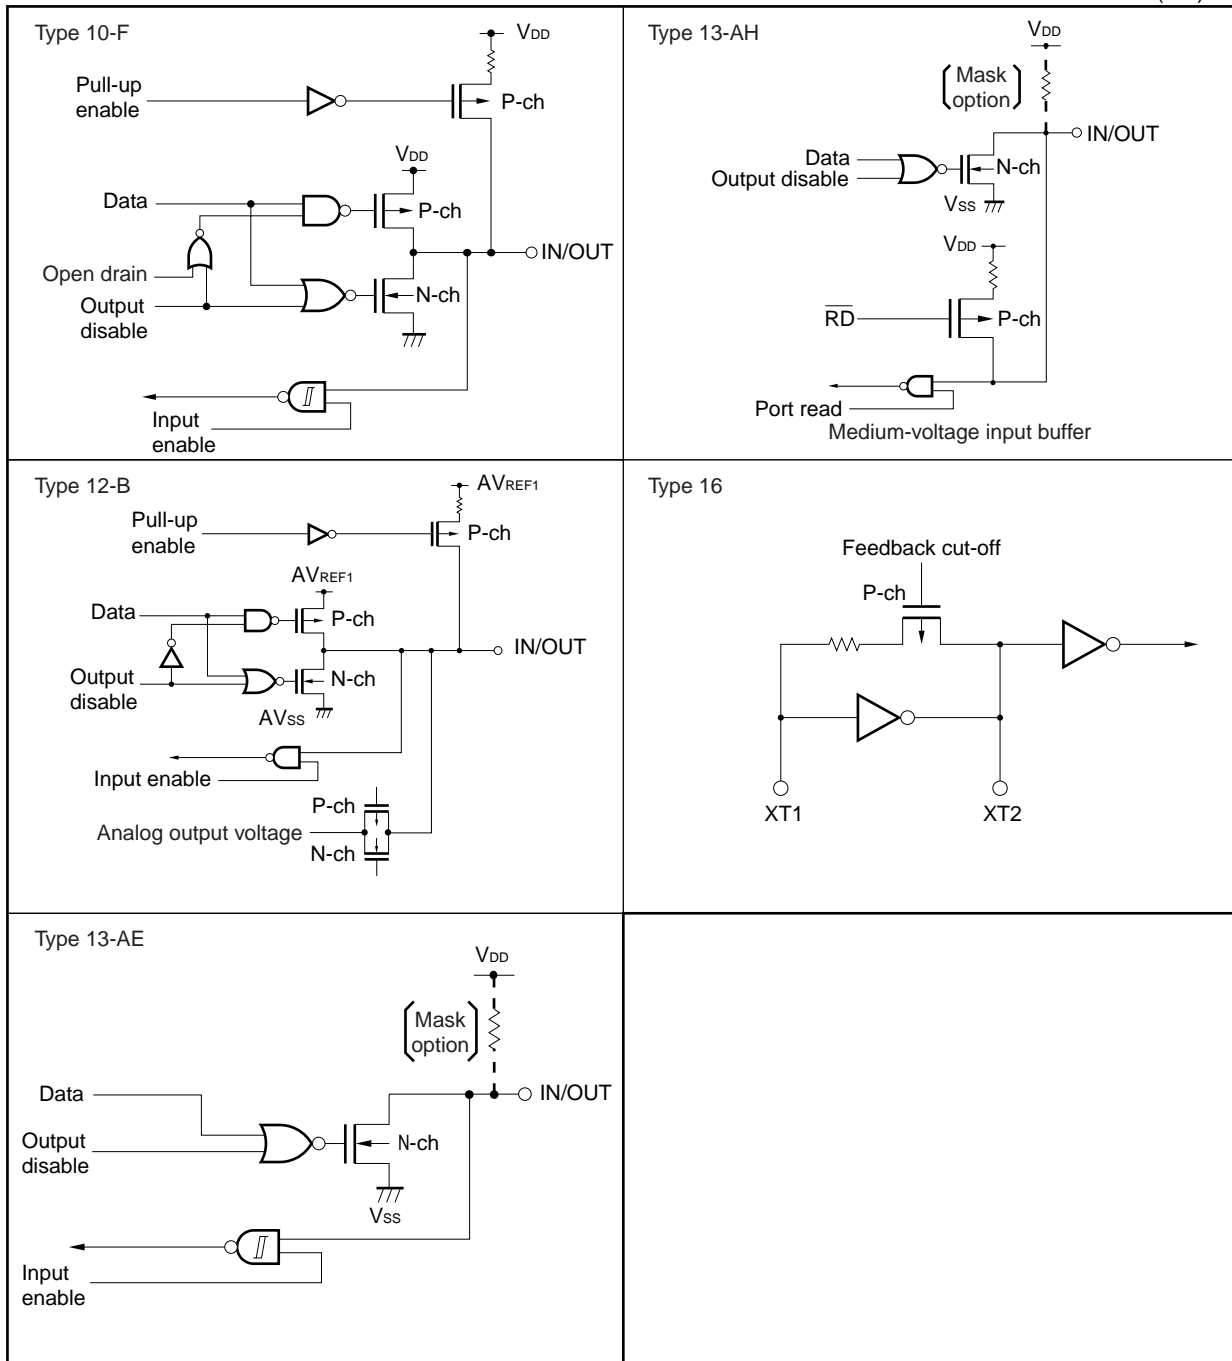 Type 10-F
VDD
Pull-up
enable
P-ch
VDD
Data
P-ch
IN/OUT
Open drain
Output
disable
N-ch
Input
enable
Type 13-AH
VDD
Mask
option
IN/OUT
Data
Output disable
N-ch
VSS
VDD
RD
P-ch
Port read
Medium-voltage input buffer
Type 12-B
AVREF1
Pull-up
enable
P-ch
AVREF1
Data
P-ch
IN/OUT
Output
disable
N-ch
AVSS
Input enable
P-ch
Analog output voltage
N-ch
Type 16
Feedback cut-off
P-ch
XT1
XT2
Type 13-AE
VDD
Mask
option
Data
IN/OUT
Output
disable
N-ch
VSS
Input
enable